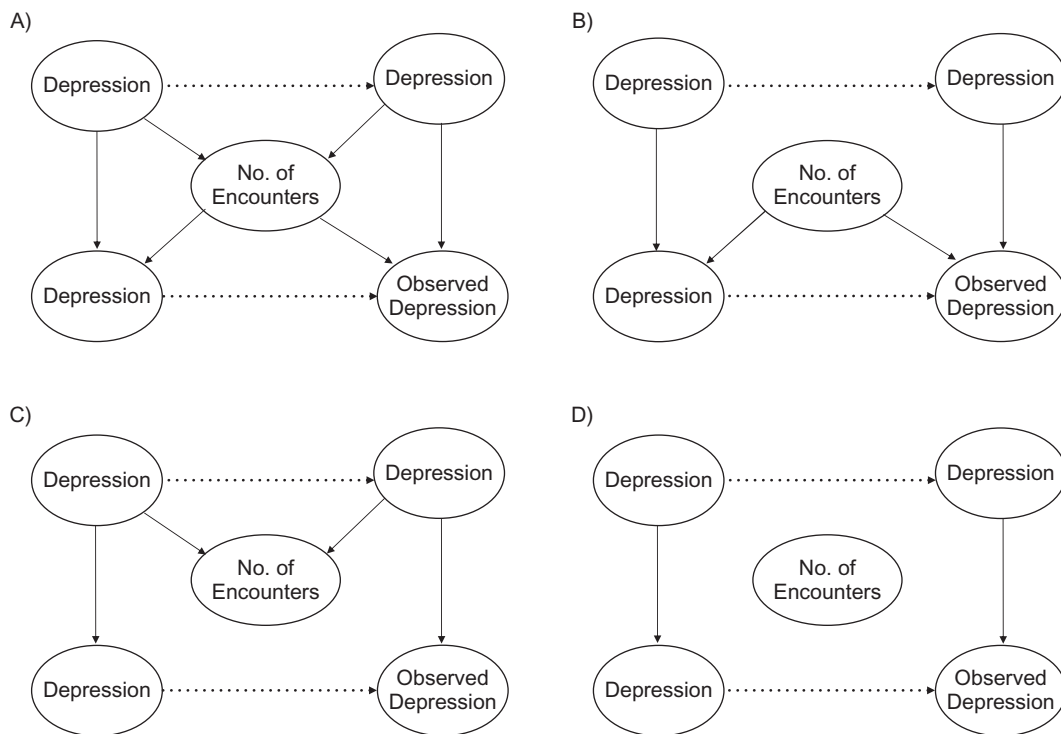 A)
Depression
Depression
No. of
Encounters
Depression
Observed
Depression
B)
Depression
Depression
No. of
Encounters
Depression
Observed
Depression
C)
Depression
Depression
No. of
Encounters
Depression
Observed
Depression
D)
Depression
Depression
No. of
Encounters
Depression
Observed
Depression